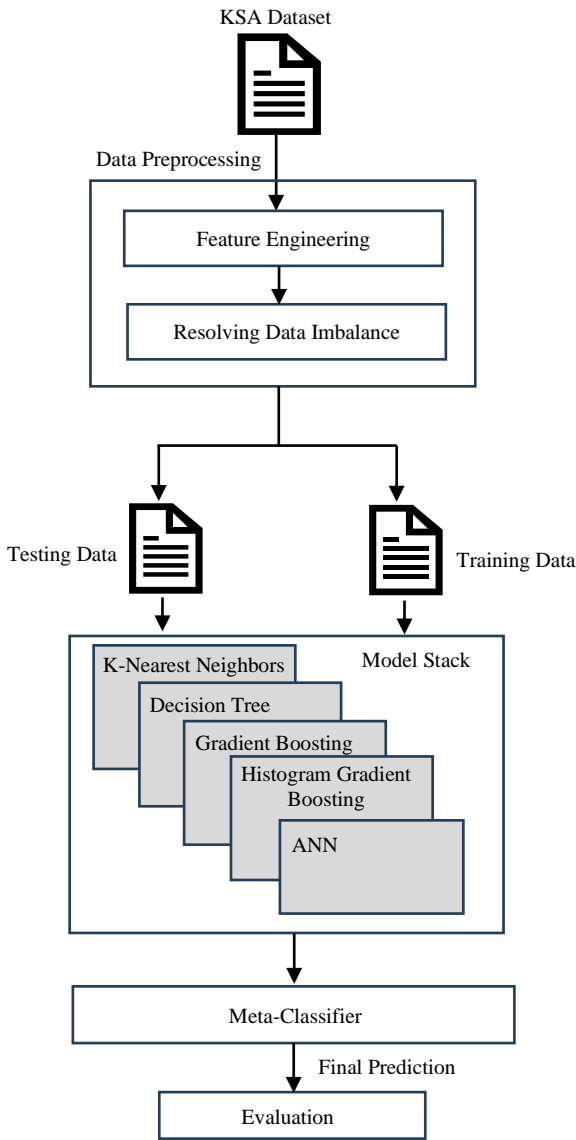 KSA Dataset
Data Preprocessing
Feature Engineering
Resolving Data Imbalance
Testing Data
Training Data
Model Stack
K-Nearest Neighbors
Decision Tree
Gradient Boosting
Histogram Gradient
Boosting
ANN
Meta-Classifier
Final Prediction
Evaluation